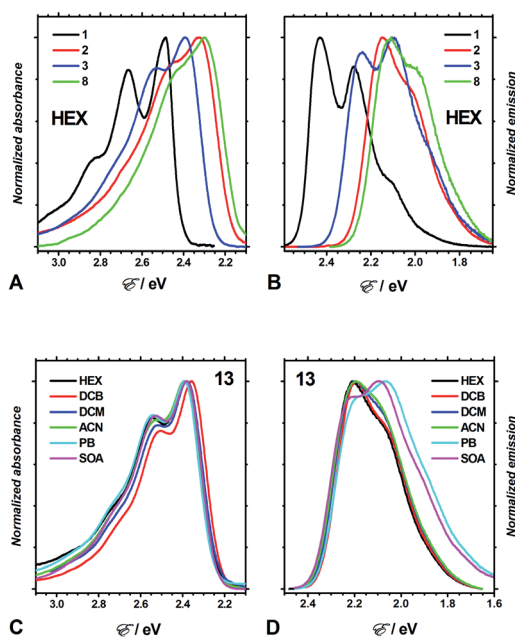 Normalized absorbance
1
2
3
8
HEX
3.0 2.8 2.6 2.4 2.2
A
ℰ / eV
1
2
3
8
HEX
Normalized emission
2.4 2.2 2.0 1.8
B
ℰ / eV
Normalized absorbance
HEX
DCB
DCM
ACN
PB
SOA
13
3.0 2.8 2.6 2.4 2.2
C
ℰ / eV
13
HEX
DCB
DCM
ACN
PB
SOA
Normalized emission
2.4 2.2 2.0 1.8 1.6
D
ℰ / eV